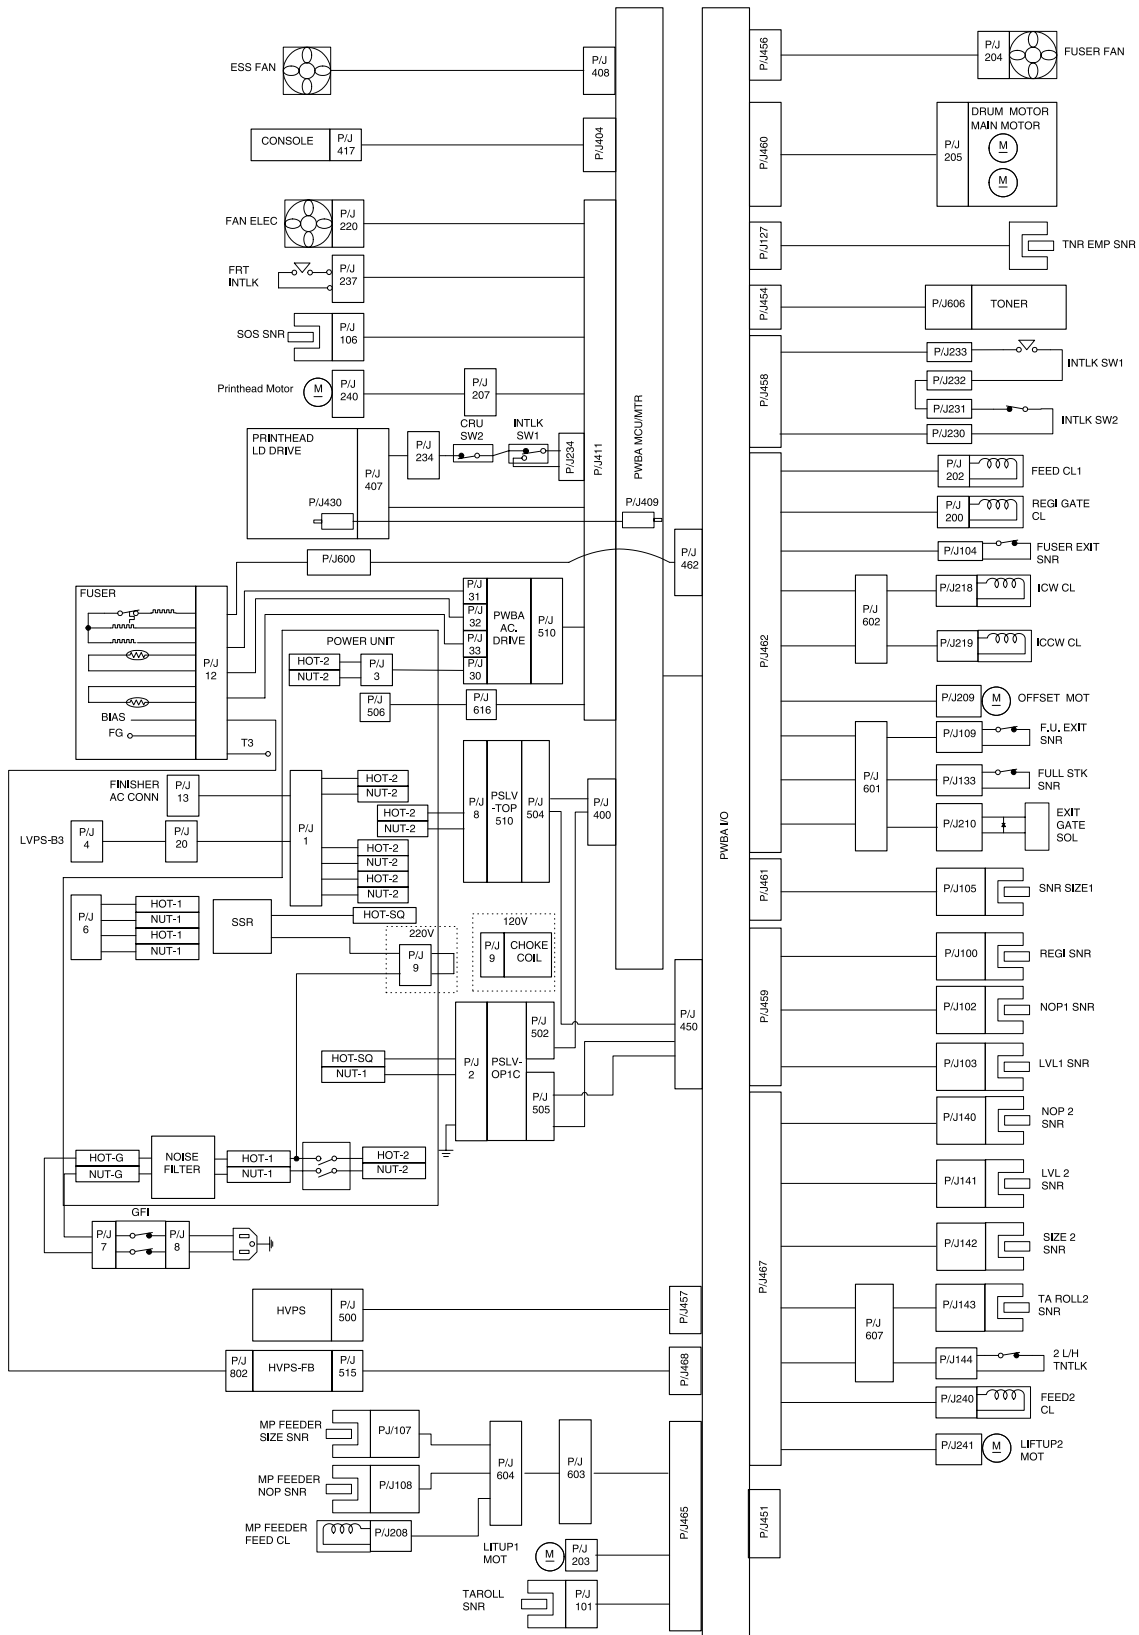 ESS FAN
P/J
408
CONSOLE
P/J
417
P/J404
FAN ELEC
P/J
220
FRT
INTLK
P/J
237
SOS SNR
P/J
106
Printhead Motor
M
P/J
240
P/J
207
PRINTHEAD
LD DRIVE
P/J
407
P/J
234
CRU
SW2
INTLK
SW1
P/J234
P/J411
PWBA MCU/MTR
P/J430
P/J409
P/J600
P/J
462
FUSER
BIAS
FG
P/J
12
T3
P/J
31
P/J
32
P/J
33
P/J
30
PWBA
AC.
DRIVE
P/J
510
POWER UNIT
HOT-2
NUT-2
P/J
3
P/J
506
P/J
616
FINISHER
AC CONN
P/J
13
LVPS-B3
P/J
4
P/J
20
P/J
1
HOT-2
NUT-2
HOT-2
NUT-2
HOT-2
NUT-2
HOT-2
NUT-2
P/J
8
PSLV
-TOP
510
P/J
504
P/J
400
P/J
6
HOT-1
NUT-1
HOT-1
NUT-1
SSR
HOT-SQ
220V
P/J
9
120V
P/J
9
CHOKE
COIL
HOT-SQ
NUT-1
P/J
2
PSLV-
OP1C
P/J
502
P/J
505
P/J
450
HOT-G
NUT-G
NOISE
FILTER
HOT-1
NUT-1
HOT-2
NUT-2
GFI
P/J
7
P/J
8
HVPS
P/J
500
P/J457
P/J
802
HVPS-FB
P/J
515
P/J468
MP FEEDER
SIZE SNR
PJ/107
MP FEEDER
NOP SNR
P/J108
MP FEEDER
FEED CL
P/J208
P/J
604
P/J
603
P/J465
LITUP1
MOT
M
P/J
203
TAROLL
SNR
P/J
101
PWBA I/O
P/J456
P/J
204
FUSER FAN
P/J460
P/J
205
DRUM MOTOR
MAIN MOTOR
M
M
P/J127
TNR EMP SNR
P/J454
P/J606
TONER
P/J458
P/J233
P/J232
INTLK SW1
P/J231
P/J230
INTLK SW2
P/J462
P/J
202
FEED CL1
P/J
200
REGI GATE
CL
P/J104
FUSER EXIT
SNR
P/J
602
P/J218
ICW CL
P/J219
ICCW CL
P/J209
M
OFFSET MOT
P/J
601
P/J109
F.U. EXIT
SNR
P/J133
FULL STK
SNR
P/J210
EXIT
GATE
SOL
P/J461
P/J105
SNR SIZE1
P/J459
P/J100
REGI SNR
P/J102
NOP1 SNR
P/J103
LVL1 SNR
P/J467
P/J140
NOP 2
SNR
P/J141
LVL 2
SNR
P/J142
SIZE 2
SNR
P/J
607
P/J143
TA ROLL2
SNR
P/J144
2 L/H
TNTLK
P/J240
FEED2
CL
P/J241
M
LIFTUP2
MOT
P/J451